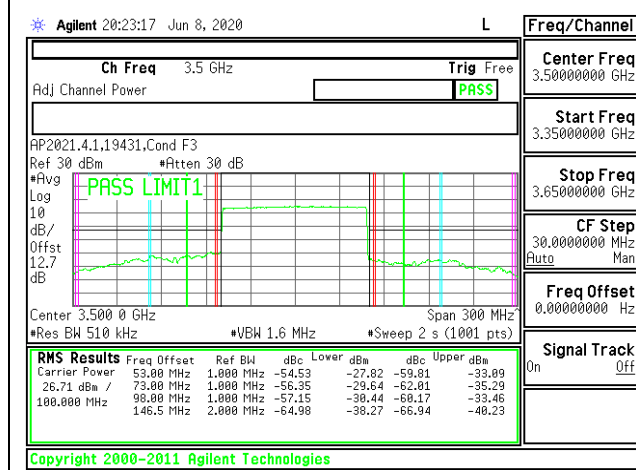 Agilent 20:23:17 Jun 8, 2020 L
Freq/Channel
Ch Freq 3.5 GHz Trig Free
Adj Channel Power PASS
AP2021.4.1,19431,Cond F3
Ref 30 dBm #Atten 30 dB
#Avg
Log
10
dB/
Offst
12.7
dB
PASS LIMIT1
Center 3.500 0 GHz Span 300 MHz^
#Res BW 510 kHz #VBW 1.6 MHz #Sweep 2 s (1001 pts)
RMS Results Freq Offset Ref BW dBc Lower dBm dBc Upper dBm
Carrier Power 53.00 MHz 1.000 MHz -54.53 -27.82 -59.81 -33.09
26.71 dBm / 73.00 MHz 1.000 MHz -56.35 -29.64 -62.01 -35.29
100.000 MHz 98.00 MHz 1.000 MHz -57.15 -30.44 -60.17 -33.46
146.5 MHz 2.000 MHz -64.98 -38.27 -66.94 -40.23
Center Freq
3.50000000 GHz
Start Freq
3.35000000 GHz
Stop Freq
3.65000000 GHz
CF Step
30.0000000 MHz
Auto Man
Freq Offset
0.00000000 Hz
Signal Track
On Off
Copyright 2000-2011 Agilent Technologies